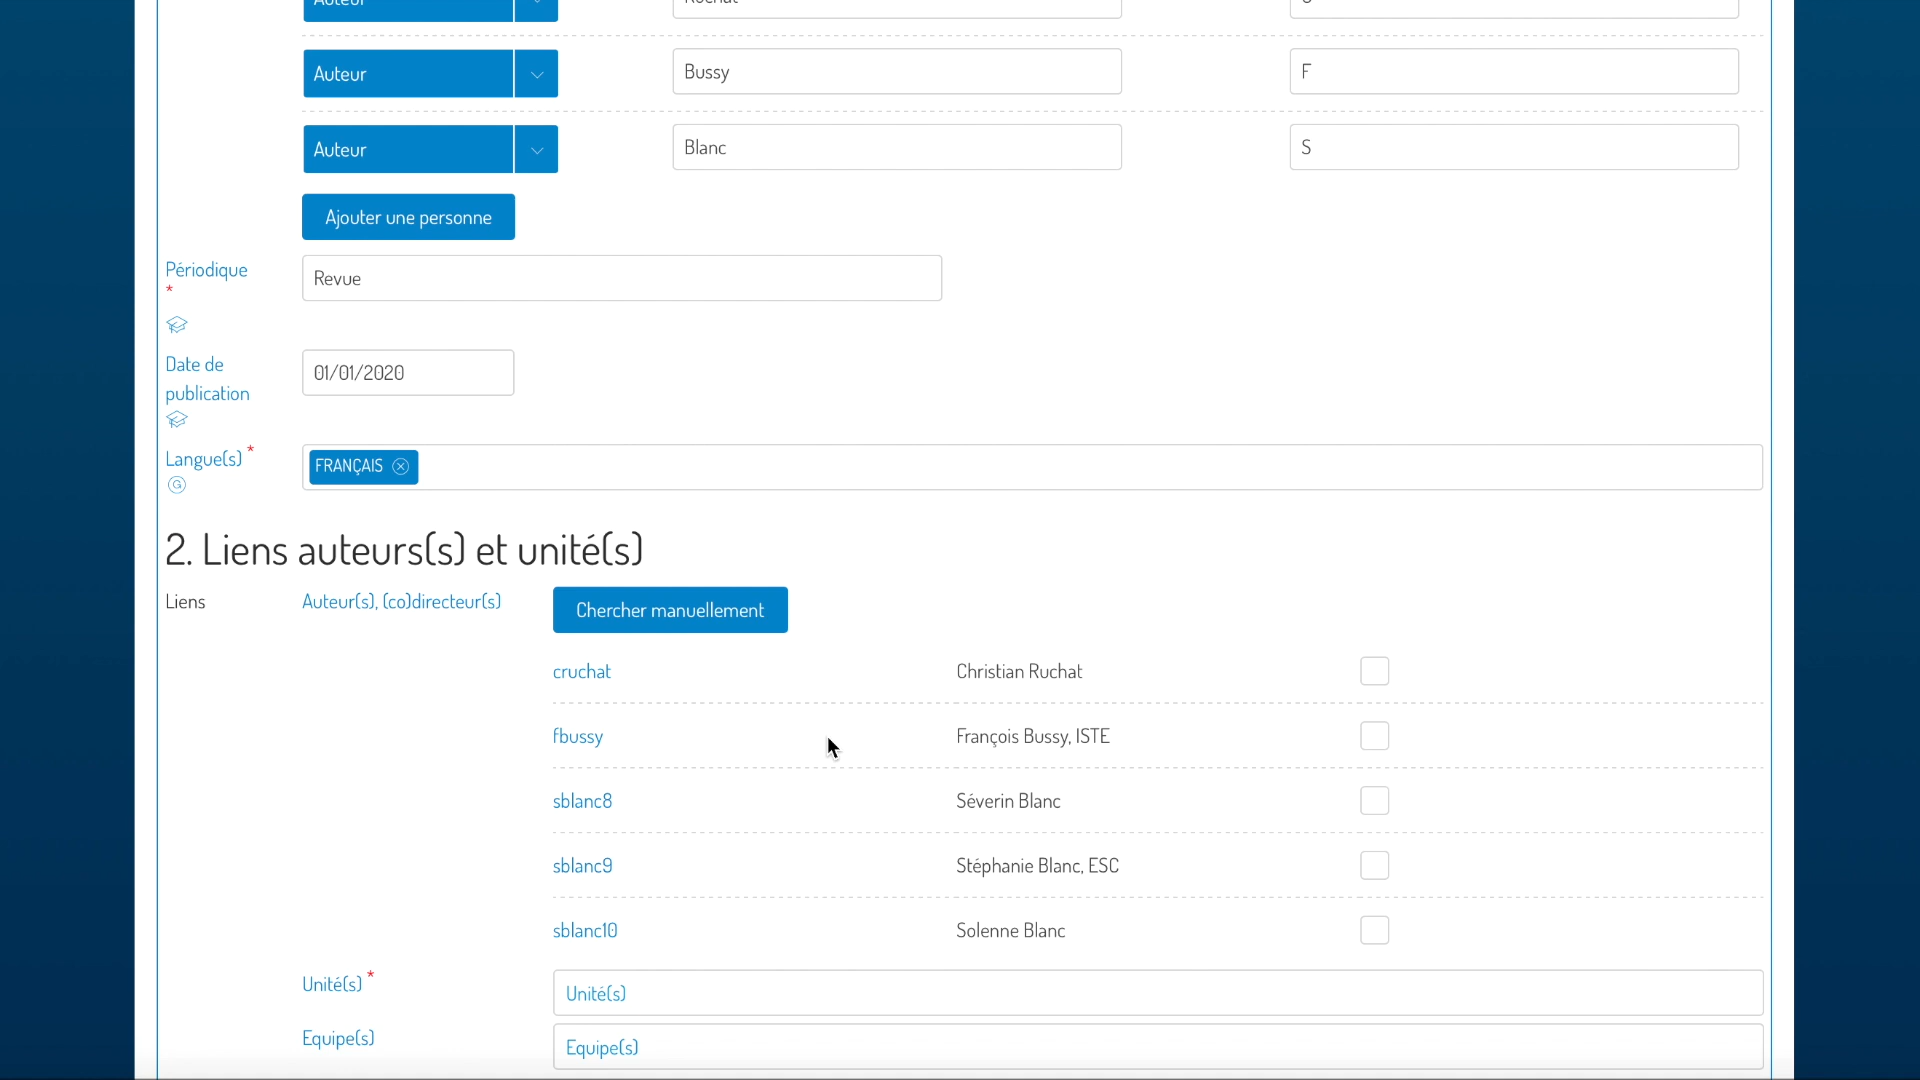 Auteur
Ruchat
Auteur
Bussy
F
Auteur
Blanc
S
Ajouter une personne
Périodique
*
Revue
Date de
publication
01/01/2020
Langue(s) *
G
FRANÇAIS
2. Liens auteurs(s) et unité(s)
Liens
Auteur(s), (co)directeur(s)
Chercher manuellement
cruchat
Christian Ruchat
fbussy
François Bussy, ISTE
sblanc8
Séverin Blanc
sblanc9
Stéphanie Blanc, ESC
sblanc10
Solenne Blanc
Unité(s) *
Unité(s)
Equipe(s)
Equipe(s)